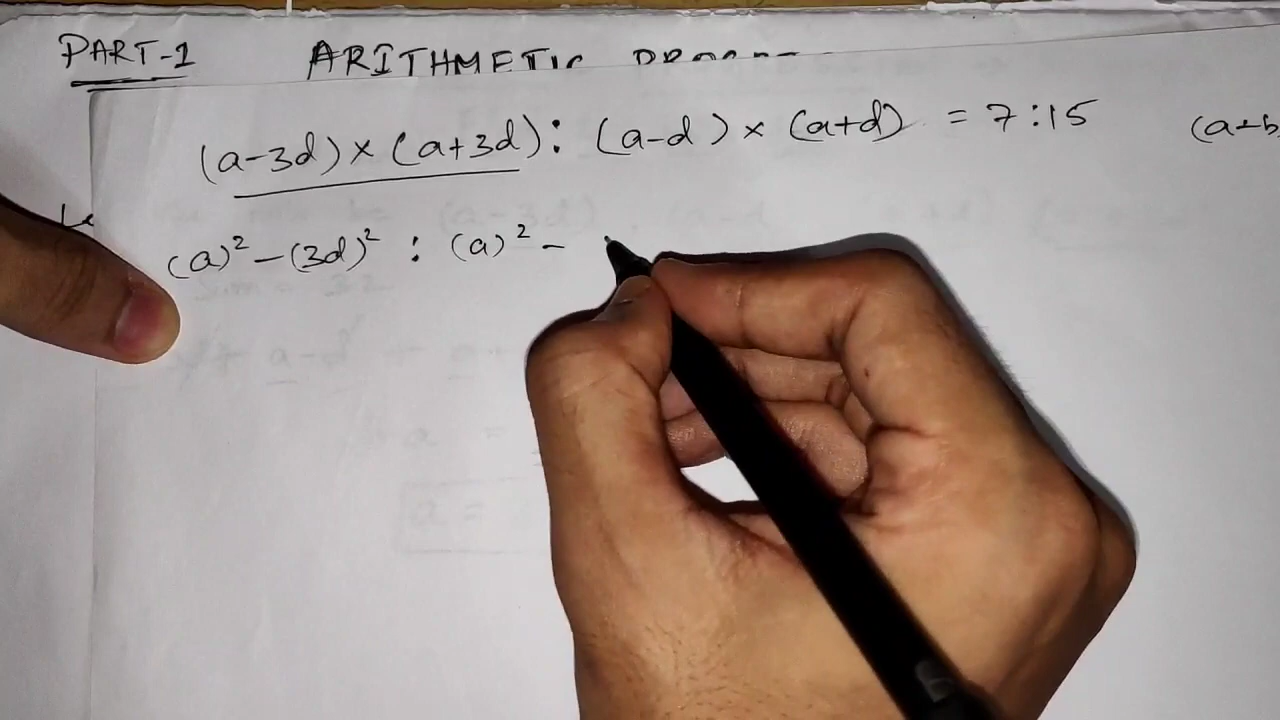 PART-1 ARITHMETIC
(a-3d)×(a+3d) : (a-d)×(a+d) = 7:15 (a+b
(a)² - (3d)² : (a)² -